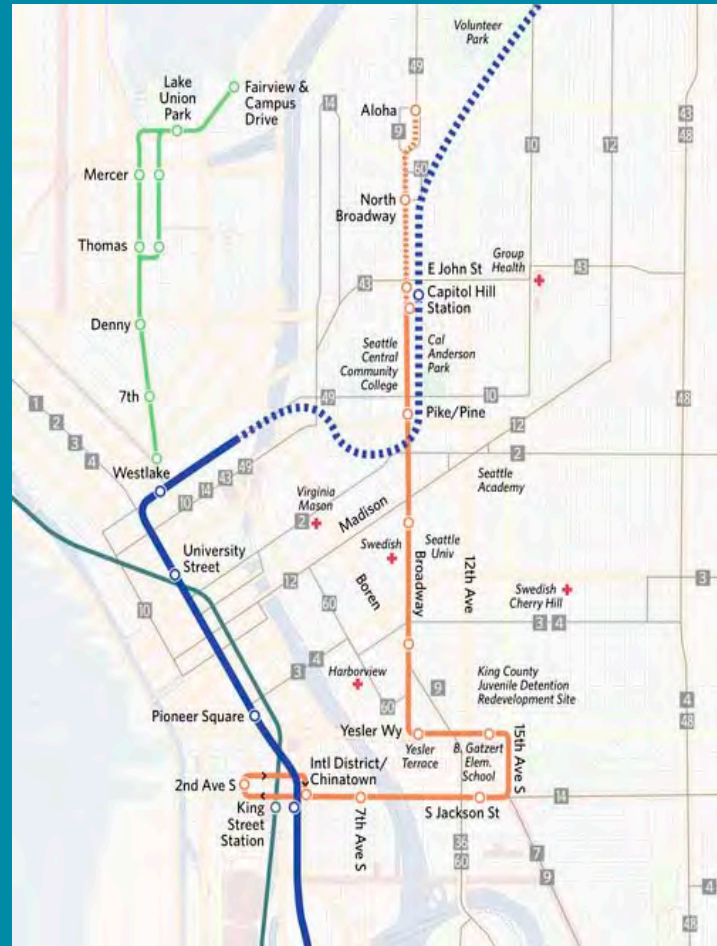 Volunteer
Park
49
Lake
Union
Park
Fairview &
Campus
Drive
14
Aloha
9
43
48
10
12
60
Mercer
North
Broadway
Thomas
Group
Health
E John St
43
43
Capitol Hill
Station
Denny
Seattle
Central
Community
College
Cal
Anderson
Park
7th
49
10
48
1
2
3
4
Pike/Pine
12
2
Westlake
49
43
14
10
Seattle
Academy
Virginia
Mason
2
Madison
Swedish
Seattle
Univ
University
Street
Broadway
12th Ave
12
Boren
60
3
Swedish
Cherry Hill
10
3 4
3
4
Harborview
9
King County
Juvenile Detention
Redevelopment Site
60
4
48
Pioneer Square
Yesler Wy
Yesler
Terrace
B. Gatzert
Elem.
School
15th Ave S
Intl District/
Chinatown
2nd Ave S
King
Street
Station
7th Ave S
S Jackson St
14
36
60
7
9
4
48